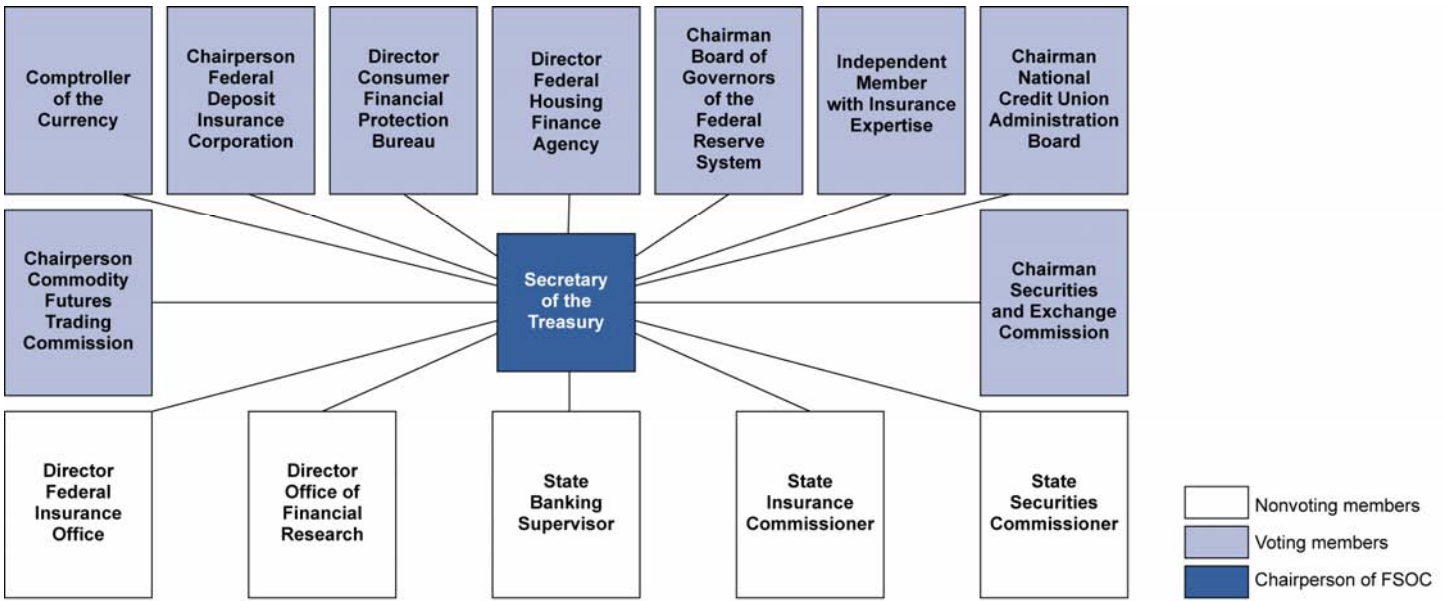 Comptroller
of the
Currency
Chairperson
Federal
Deposit
Insurance
Corporation
Director
Consumer
Financial
Protection
Bureau
Director
Federal
Housing
Finance
Agency
Chairman
Board of
Governors
of the
Federal
Reserve
System
Independent
Member
with Insurance
Expertise
Chairman
National
Credit Union
Administration
Board
Chairperson
Commodity
Futures
Trading
Commission
Secretary
of the
Treasury
Chairman
Securities
and Exchange
Commission
Director
Federal
Insurance
Office
Director
Office of
Financial
Research
State
Banking
Supervisor
State
Insurance
Commissioner
State
Securities
Commissioner
Nonvoting members
Voting members
Chairperson of FSOC